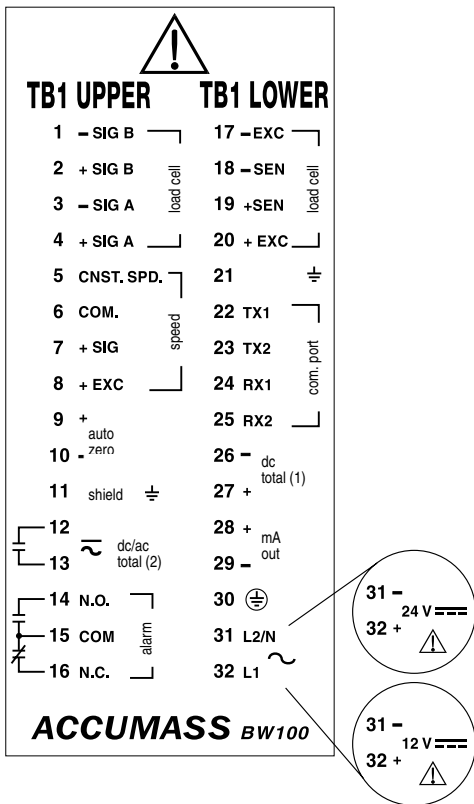 TB1 UPPER
1 – SIG B
2 + SIG B
3 – SIG A
4 + SIG A
load cell
5 CNST. SPD.
6 COM.
7 + SIG
8 + EXC
speed
9 +
auto
10 - zero
11 shield
12
13
dc/ac
total (2)
14 N.O.
15 COM
16 N.C.
alarm
TB1 LOWER
17 – EXC
18 – SEN
19 +SEN
20 + EXC
load cell
21
22 TX1
23 TX2
24 RX1
25 RX2
com. port
26 –
dc
total (1)
27 +
28 +
mA
out
29 –
30
31 L2/N
32 L1
ACCUMASS BW100
31 –
24 V
32 +
31 –
12 V
32 +